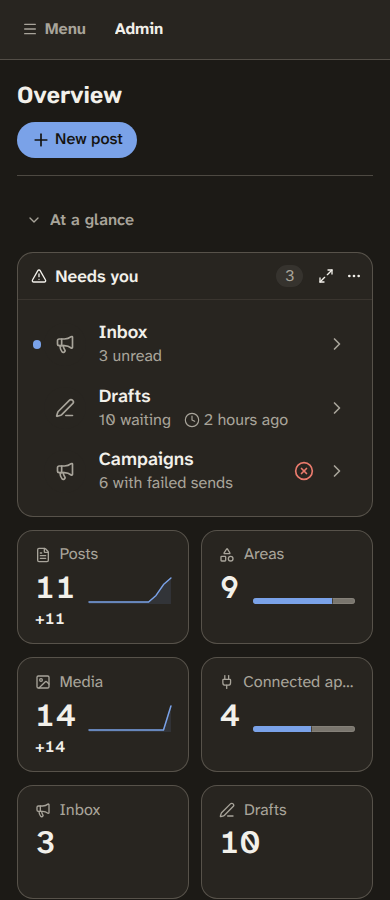 Menu Admin
Overview
New post
At a glance
Needs you 3
Inbox
3 unread
Drafts
10 waiting 2 hours ago
Campaigns
6 with failed sends
Posts
11
+11
Areas
9
Media
14
+14
Connected ap...
4
Inbox
3
Drafts
10